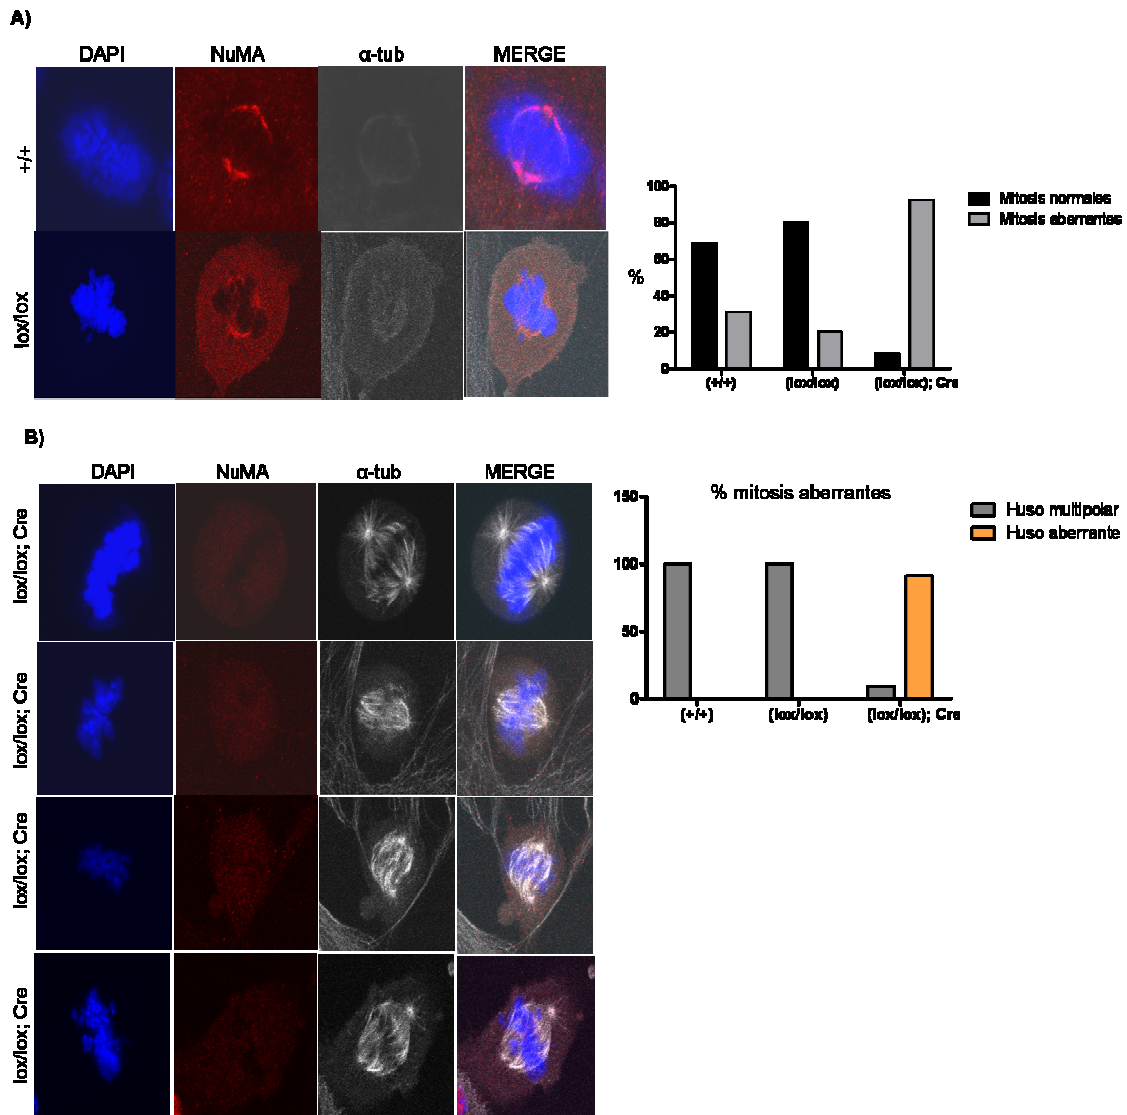 A)
DAPI NuMA α-tub MERGE
+/+
lox/lox
100
80
60
40
20
0
%
(+/+) (lox/lox) (lox/lox); Cre
Mitosis normales
Mitosis aberrantes
B)
DAPI NuMA α-tub MERGE
lox/lox; Cre
lox/lox; Cre
lox/lox; Cre
lox/lox; Cre
% mitosis aberrantes
150
100
50
0
(+/+) (lox/lox) (lox/lox); Cre
Huso multipolar
Huso aberrante